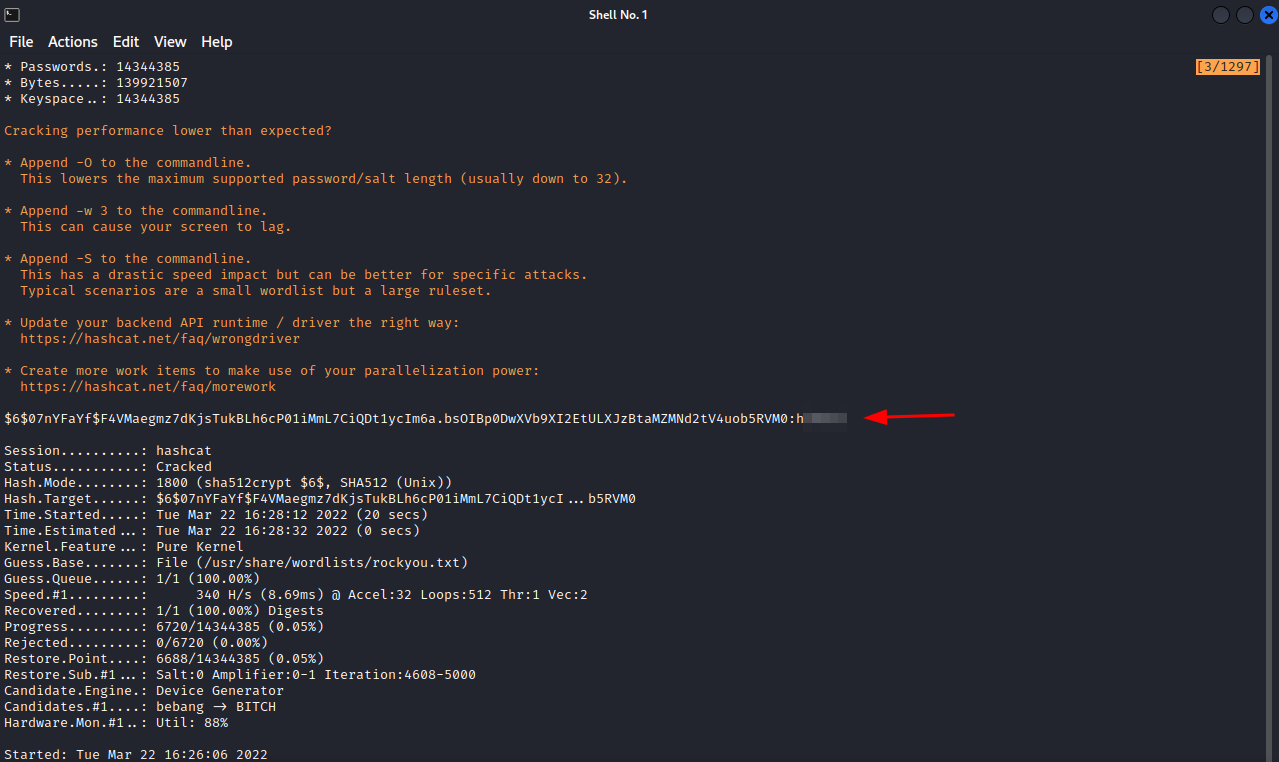 Shell No. 1
File Actions Edit View Help
* Passwords.: 14344385
[3/1297]
* Bytes.....: 139921507
* Keyspace..: 14344385
Cracking performance lower than expected?
* Append -O to the commandline.
This lowers the maximum supported password/salt length (usually down to 32).
* Append -w 3 to the commandline.
This can cause your screen to lag.
* Append -S to the commandline.
This has a drastic speed impact but can be better for specific attacks.
Typical scenarios are a small wordlist but a large ruleset.
* Update your backend API runtime / driver the right way:
https://hashcat.net/faq/wrongdriver
* Create more work items to make use of your parallelization power:
https://hashcat.net/faq/morework
$6$07nYFaYf$F4VMaegmz7dKjsTukBLh6cP01iMmL7CiQDt1ycIm6a.bsOIBp0DwXVb9XI2EtULXJzBtaMZMNd2tV4uob5RVM0:h
Session..........: hashcat
Status...........: Cracked
Hash.Mode........: 1800 (sha512crypt $6$, SHA512 (Unix))
Hash.Target......: $6$07nYFaYf$F4VMaegmz7dKjsTukBLh6cP01iMmL7CiQDt1ycI...b5RVM0
Time.Started.....: Tue Mar 22 16:28:12 2022 (20 secs)
Time.Estimated...: Tue Mar 22 16:28:32 2022 (0 secs)
Kernel.Feature...: Pure Kernel
Guess.Base.......: File (/usr/share/wordlists/rockyou.txt)
Guess.Queue......: 1/1 (100.00%)
Speed.#1.........:      340 H/s (8.69ms) @ Accel:32 Loops:512 Thr:1 Vec:2
Recovered........: 1/1 (100.00%) Digests
Progress.........: 6720/14344385 (0.05%)
Rejected.........: 0/6720 (0.00%)
Restore.Point....: 6688/14344385 (0.05%)
Restore.Sub.#1...: Salt:0 Amplifier:0-1 Iteration:4608-5000
Candidate.Engine.: Device Generator
Candidates.#1....: bebang -> BITCH
Hardware.Mon.#1..: Util: 88%
Started: Tue Mar 22 16:26:06 2022